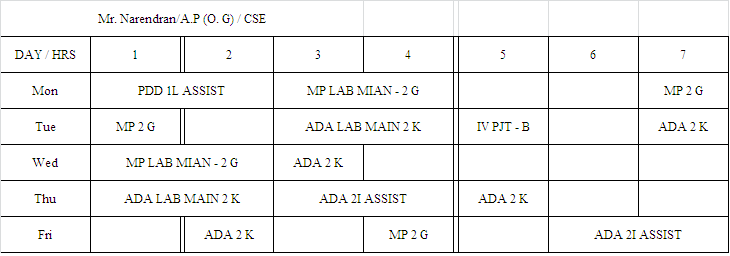 Mr. Narendran/A.P (O. G) / CSE
DAY / HRS 1 2 3 4 5 6 7
Mon PDD 1L ASSIST MP LAB MIAN - 2 G MP 2 G
Tue MP 2 G ADA LAB MAIN 2 K IV PJT - B ADA 2 K
Wed MP LAB MIAN - 2 G ADA 2 K
Thu ADA LAB MAIN 2 K ADA 2I ASSIST ADA 2 K
Fri ADA 2 K MP 2 G ADA 2I ASSIST